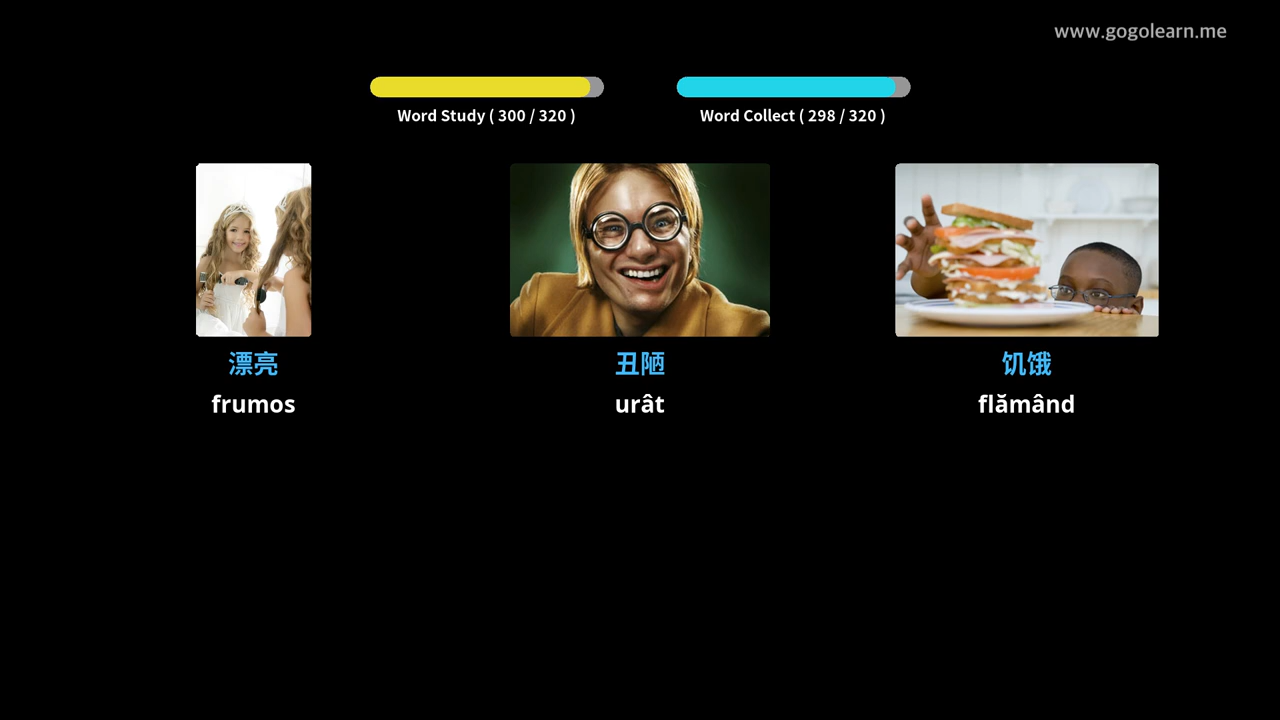 www.gogolearn.me
Word Study ( 300 / 320 )
Word Collect ( 298 / 320 )
漂亮
frumos
丑陋
urât
饥饿
flămând